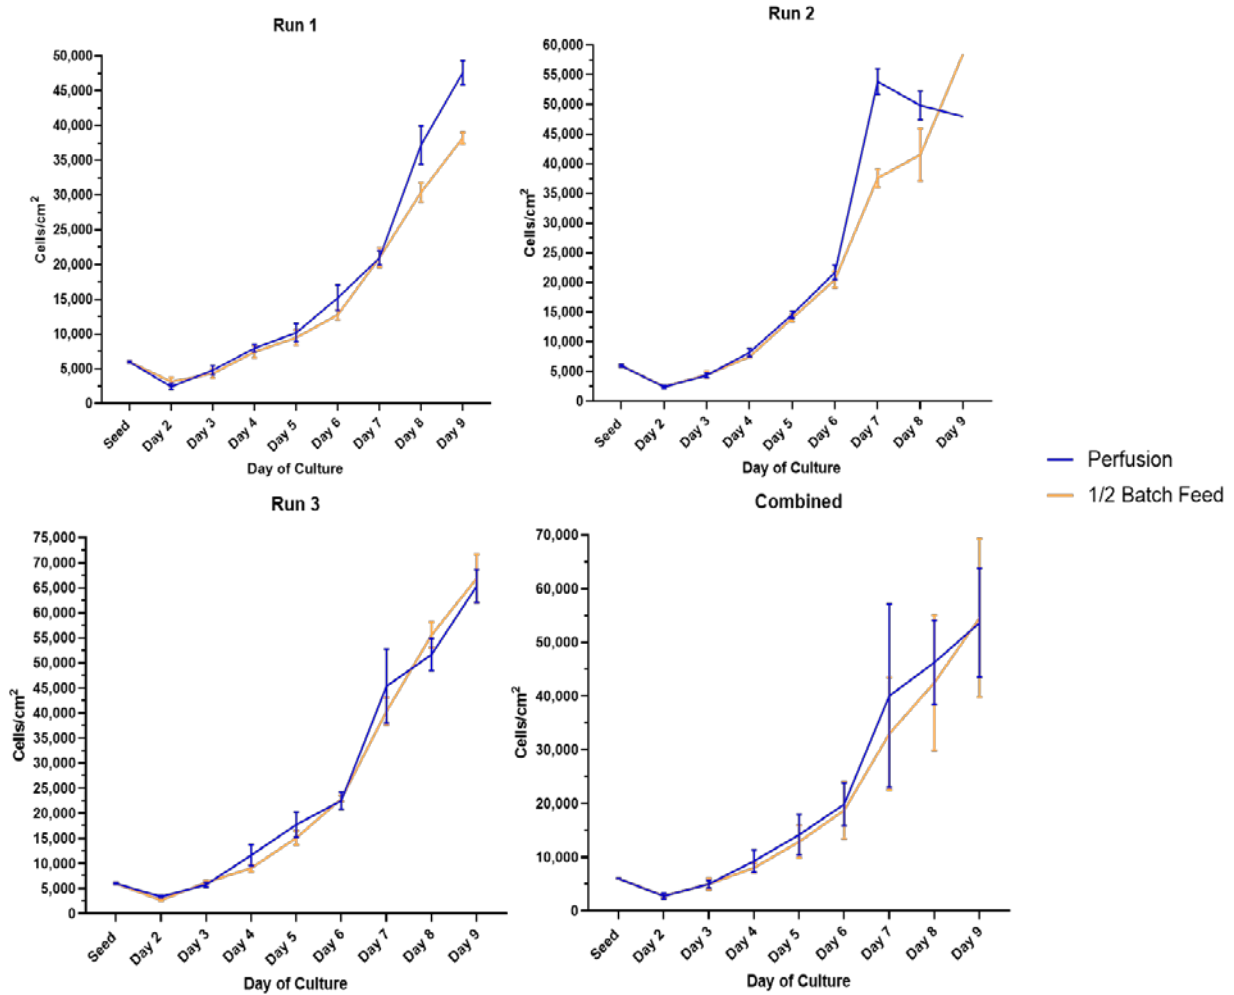 Run 1
50,000
45,000
40,000
35,000
30,000
25,000
20,000
15,000
10,000
5,000
0
Cells/cm²
Seed
Day 2
Day 3
Day 4
Day 5
Day 6
Day 7
Day 8
Day 9
Day of Culture
Run 2
60,000
55,000
50,000
45,000
40,000
35,000
30,000
25,000
20,000
15,000
10,000
5,000
0
Cells/cm²
Seed
Day 2
Day 3
Day 4
Day 5
Day 6
Day 7
Day 8
Day 9
Day of Culture
Perfusion
1/2 Batch Feed
Run 3
75,000
70,000
65,000
60,000
55,000
50,000
45,000
40,000
35,000
30,000
25,000
20,000
15,000
10,000
5,000
0
Cells/cm²
Seed
Day 2
Day 3
Day 4
Day 5
Day 6
Day 7
Day 8
Day 9
Day of Culture
Combined
70,000
60,000
50,000
40,000
30,000
20,000
10,000
0
Cells/cm²
Seed
Day 2
Day 3
Day 4
Day 5
Day 6
Day 7
Day 8
Day 9
Day of Culture